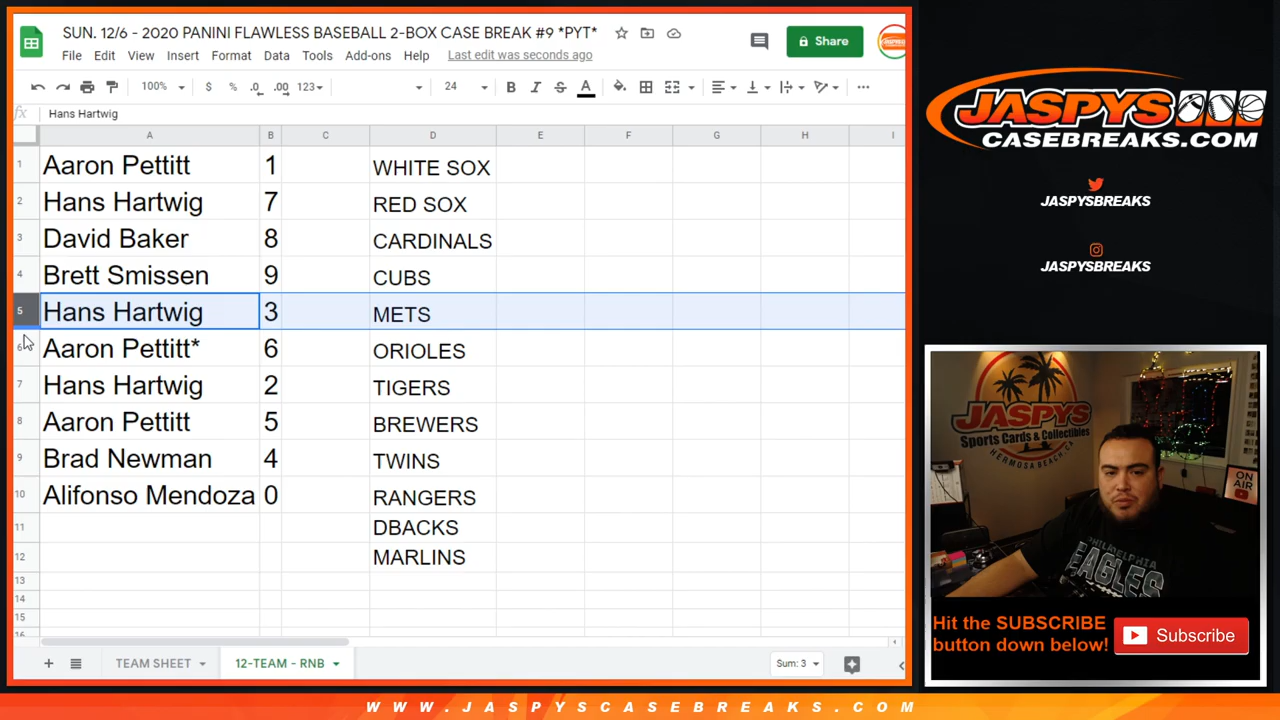 SUN. 12/6 - 2020 PANINI FLAWLESS BASEBALL 2-BOX CASE BREAK #9 *PYT*
File Edit View Insert Format Data Tools Add-ons Help Last edit was seconds ago
Share
100% $ % .0 .00 123 24 B I S A
fx Hans Hartwig
A B C D E F G H I
1 Aaron Pettitt 1 WHITE SOX
2 Hans Hartwig 7 RED SOX
3 David Baker 8 CARDINALS
4 Brett Smissen 9 CUBS
5 Hans Hartwig 3 METS
6 Aaron Pettitt* 6 ORIOLES
7 Hans Hartwig 2 TIGERS
8 Aaron Pettitt 5 BREWERS
9 Brad Newman 4 TWINS
10 Alifonso Mendoza 0 RANGERS
11 DBACKS
12 MARLINS
13
14
15
16
TEAM SHEET 12-TEAM - RNB Sum: 3
JASPYS
CASEBREAKS.COM
JASPYSBREAKS
JASPYSBREAKS
JASPYS
Sports Cards & Collectibles
HERMOSA BEACH, CA
ON AIR
PHILADELPHIA
EAGLES
Hit the SUBSCRIBE
button down below!
Subscribe
WWW.JASPYSCASEBREAKS.COM